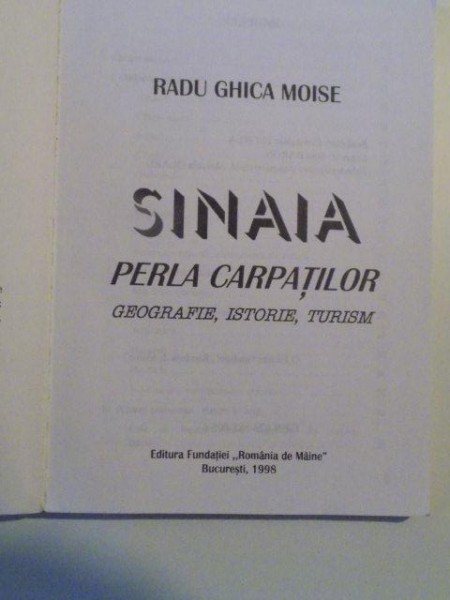 RADU GHICA MOISE
SINAIA
PERLA CARPAȚILOR
GEOGRAFIE, ISTORIE, TURISM
Editura Fundației „România de Mâine"
București, 1998